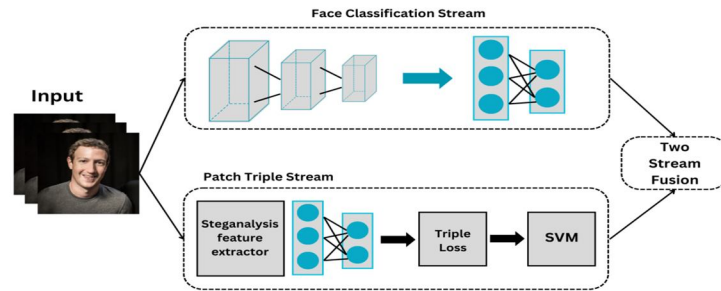 Face Classification Stream
Input
Patch Triple Stream
Steganalysis
feature
extractor
Triple
Loss
SVM
Two
Stream
Fusion